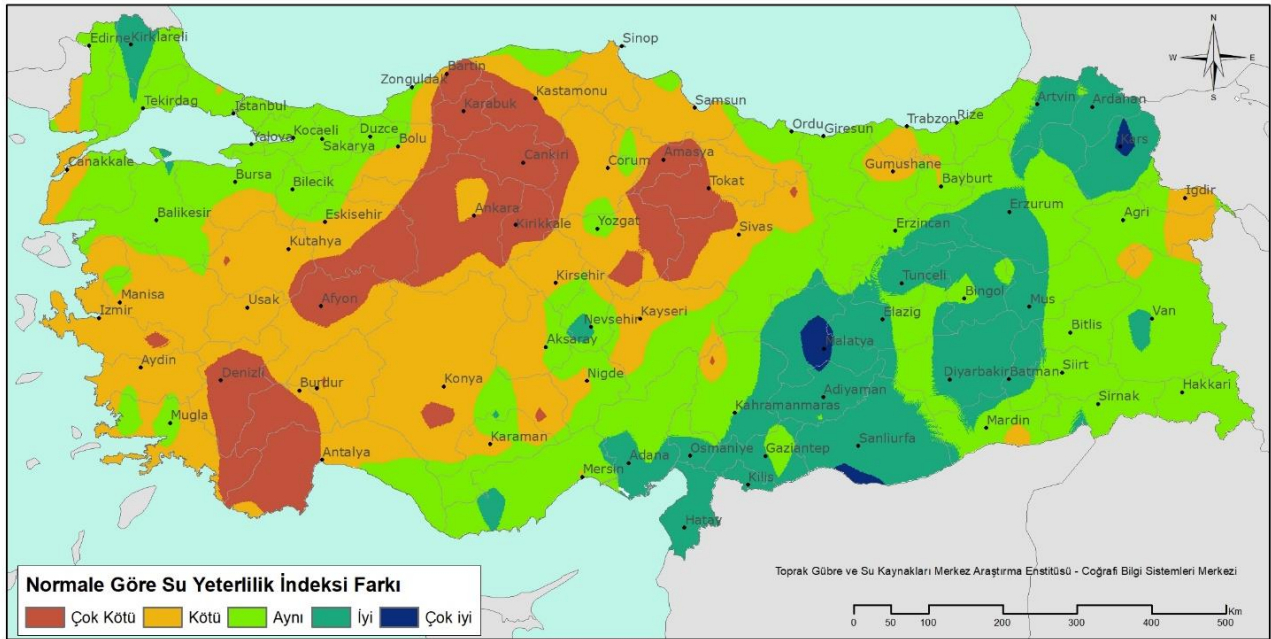 N
W E
S
Edirne Kirklareli
Sinop
Bartin
Zonguldak
Kastamonu
Karabuk
Samsun
Tekirdag
Istanbul
Artvin
Ardahan
Ordu
Giresun
Trabzon
Rize
Kocaeli
Duzce
Yalova
Sakarya
Bolu
Kars
Canakkale
Cankiri
Corum
Amasya
Gumushane
Bursa
Bilecik
Tokat
Bayburt
Igdir
Balikesir
Eskisehir
Ankara
Kirikkale
Yozgat
Sivas
Erzincan
Erzurum
Agri
Kutahya
Kirsehir
Tunceli
Manisa
Usak
Afyon
Nevsehir
Kayseri
Bingol
Mus
Izmir
Elazig
Van
Bitlis
Aksaray
Malatya
Aydin
Denizli
Burdur
Konya
Nigde
Diyarbakir
Batman
Siirt
Adiyaman
Hakkari
Sirnak
Mugla
Kahramanmaras
Karaman
Mardin
Antalya
Sanliurfa
Adana
Osmaniye
Gaziantep
Mersin
Kilis
Hatay
Normale Göre Su Yeterlilik İndeksi Farkı
Çok Kötü Kötü Aynı İyi Çok iyi
Toprak Gübre ve Su Kaynakları Merkez Araştırma Enstitüsü - Coğrafi Bilgi Sistemleri Merkezi
0 50 100 200 300 400 500 Km